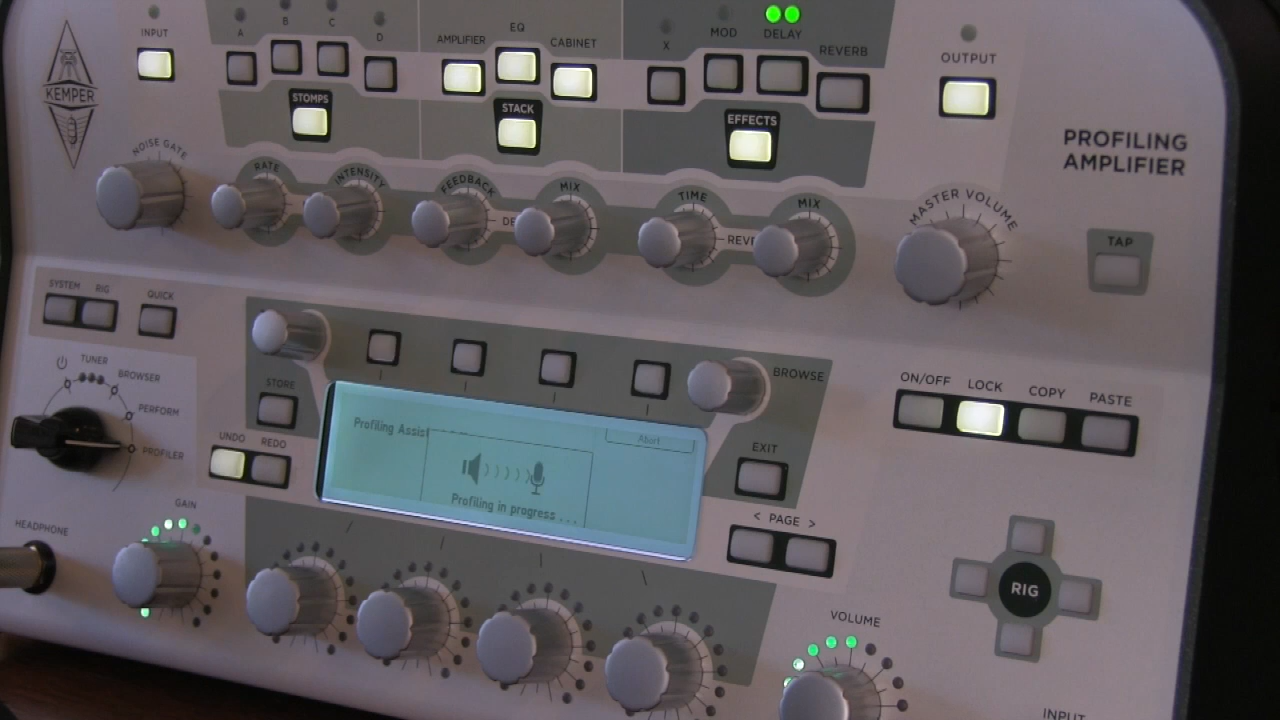 INPUT
A
B
C
D
AMPLIFIER
EQ
CABINET
X
MOD
DELAY
REVERB
OUTPUT
KEMPER
STOMPS
STACK
EFFECTS
PROFILING
AMPLIFIER
NOISE GATE
RATE
INTENSITY
FEEDBACK
MIX
TIME
MIX
MASTER VOLUME
TAP
SYSTEM
RIG
QUICK
BROWSE
TUNER
BROWSER
PERFORM
PROFILER
STORE
UNDO
REDO
ON/OFF
LOCK
COPY
PASTE
Profiling
Abort
Profiling in progress ...
EXIT
< PAGE >
GAIN
HEADPHONE
RIG
VOLUME
INPUT